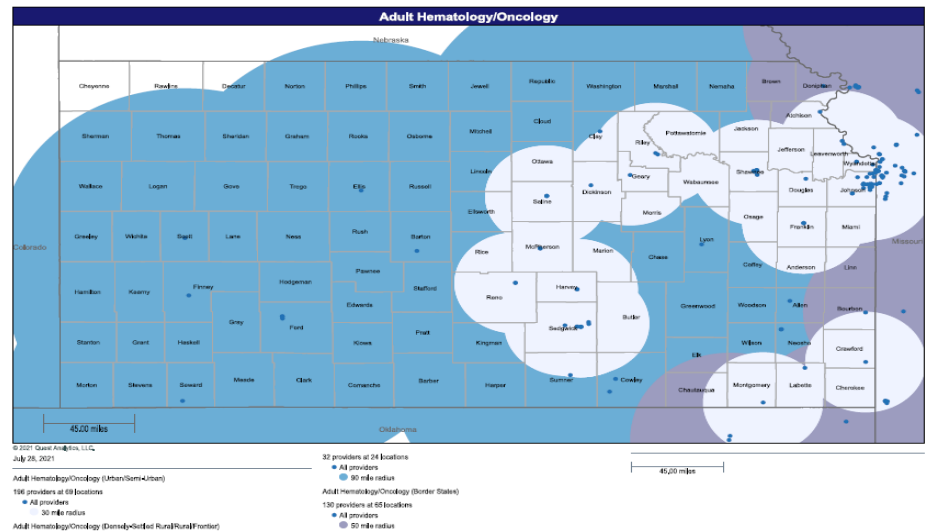 Adult Hematology/Oncology
Nebraska
Cheyenne Rawlins Decatur Norton Phillips Smith Jewell Republic Washington Marshall Nemaha Brown Doniphan
Sherman Thomas Sheridan Graham Rooks Osborne Mitchell Cloud Clay Riley Pottawatomie Jackson Atchison
Jefferson Leavenworth Wyandotte
Wallace Logan Gove Trego Ellis Russell Lincoln Ottawa Saline Dickinson Geary Wabaunsee Shawnee Douglas Johnson
Ellsworth Morris Osage Franklin Miami
Colorado Greeley Wichita Scott Lane Ness Rush Barton Rice McPherson Marion Chase Lyon Coffey Anderson Linn Missouri
Hamilton Kearny Finney Hodgeman Pawnee Stafford Reno Harvey
Gray Ford Edwards Sedgwick Butler Greenwood Woodson Allen Bourbon
Stanton Grant Haskell Kiowa Pratt Kingman Elk Wilson Neosho Crawford
Morton Stevens Seward Meade Clark Comanche Barber Harper Sumner Cowley Chautauqua Montgomery Labette Cherokee
45.00 miles
Oklahoma
© 2021 Quest Analytics, LLC.
July 28, 2021
Adult Hematology/Oncology (Urban/Semi-Urban)
196 providers at 69 locations
All providers
30 mile radius
Adult Hematology/Oncology (Densely-Settled Rural/Rural/Frontier)
32 providers at 24 locations
All providers
90 mile radius
Adult Hematology/Oncology (Border States)
130 providers at 65 locations
All providers
50 mile radius
45.00 miles